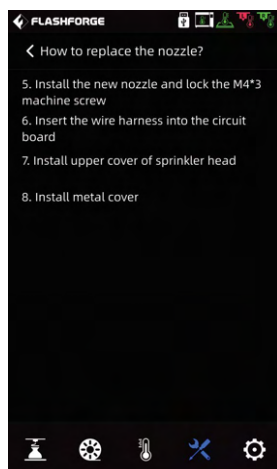 FLASHFORGE
How to replace the nozzle?
5. Install the new nozzle and lock the M4*3
machine screw
6. Insert the wire harness into the circuit
board
7. Install upper cover of sprinkler head
8. Install metal cover